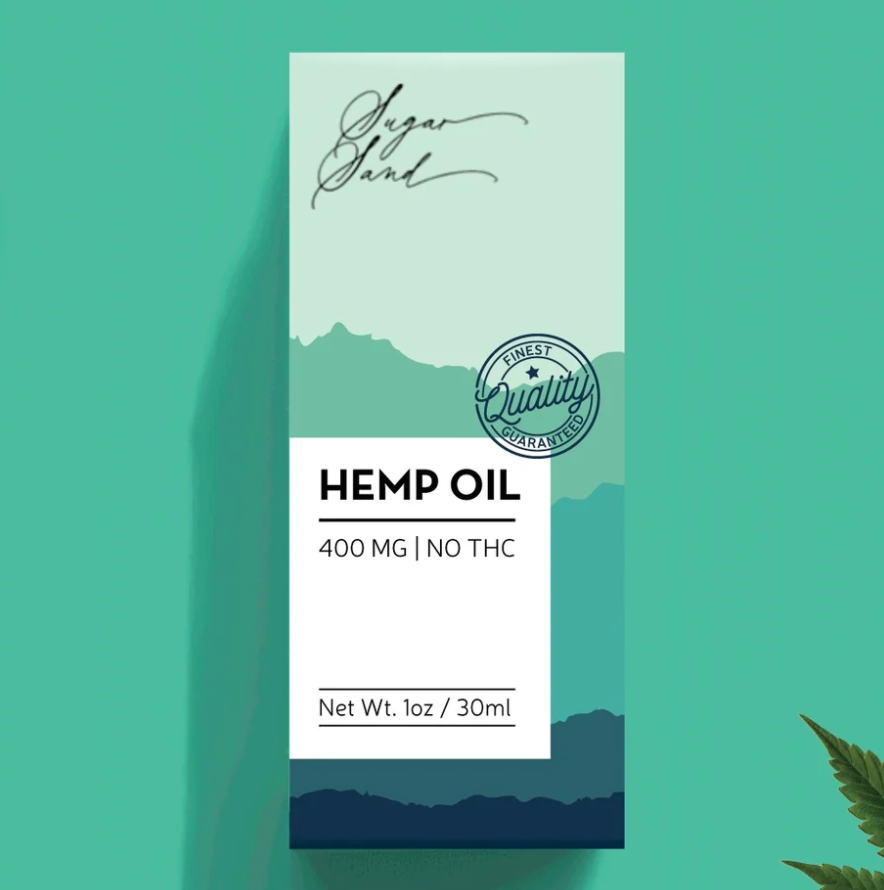 Sugar
Sand
FINEST
Quality
GUARANTEED
HEMP OIL
400 MG | NO THC
Net Wt. 1oz / 30ml